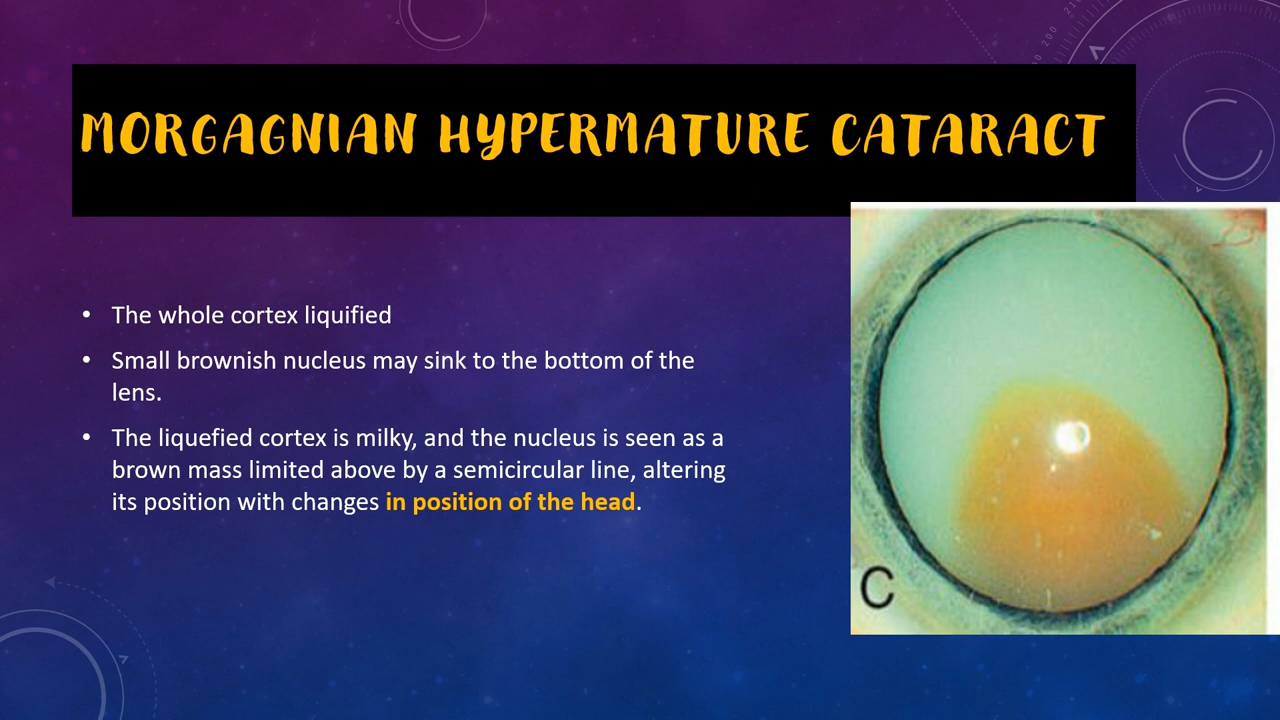 MORGAGNIAN HYPERMATURE CATARACT
• The whole cortex liquified
• Small brownish nucleus may sink to the bottom of the
lens.
• The liquefied cortex is milky, and the nucleus is seen as a
brown mass limited above by a semicircular line, altering
its position with changes in position of the head.
C